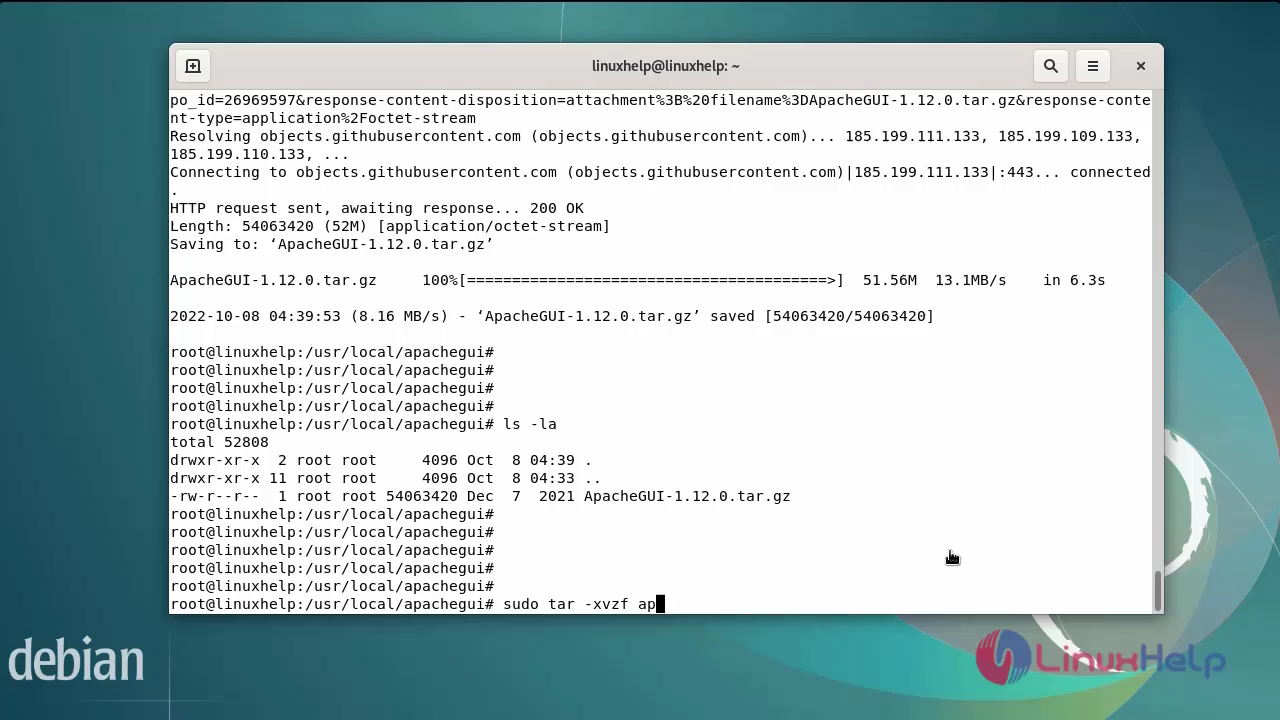 linuxhelp@linuxhelp: ~
po_id=26969597&response-content-disposition=attachment%3B%20filename%3DApacheGUI-1.12.0.tar.gz&response-conte
nt-type=application%2Foctet-stream
Resolving objects.githubusercontent.com (objects.githubusercontent.com)... 185.199.111.133, 185.199.109.133,
185.199.110.133, ...
Connecting to objects.githubusercontent.com (objects.githubusercontent.com)|185.199.111.133|:443... connected
.
HTTP request sent, awaiting response... 200 OK
Length: 54063420 (52M) [application/octet-stream]
Saving to: ‘ApacheGUI-1.12.0.tar.gz’
ApacheGUI-1.12.0.tar.gz     100%[========================================>]  51.56M  13.1MB/s    in 6.3s
2022-10-08 04:39:53 (8.16 MB/s) - ‘ApacheGUI-1.12.0.tar.gz’ saved [54063420/54063420]
root@linuxhelp:/usr/local/apachegui#
root@linuxhelp:/usr/local/apachegui#
root@linuxhelp:/usr/local/apachegui#
root@linuxhelp:/usr/local/apachegui#
root@linuxhelp:/usr/local/apachegui# ls -la
total 52808
drwxr-xr-x  2 root root     4096 Oct  8 04:39 .
drwxr-xr-x 11 root root     4096 Oct  8 04:33 ..
-rw-r--r--  1 root root 54063420 Dec  7  2021 ApacheGUI-1.12.0.tar.gz
root@linuxhelp:/usr/local/apachegui#
root@linuxhelp:/usr/local/apachegui#
root@linuxhelp:/usr/local/apachegui#
root@linuxhelp:/usr/local/apachegui#
root@linuxhelp:/usr/local/apachegui#
root@linuxhelp:/usr/local/apachegui# sudo tar -xvzf ap
debian
LinuxHelp